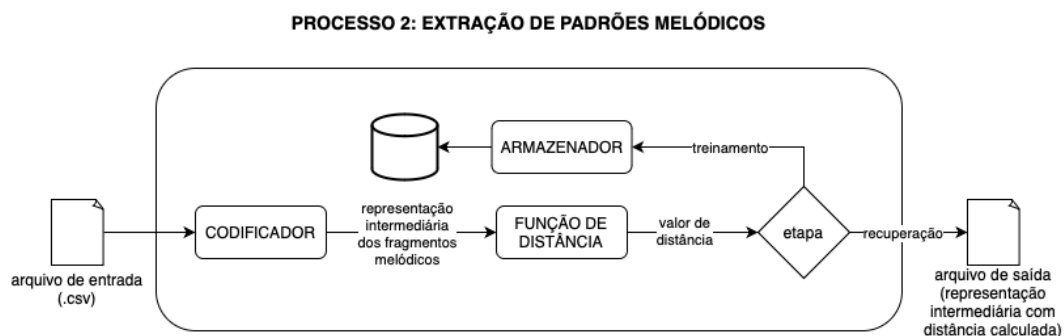 PROCESSO 2: EXTRAÇÃO DE PADRÕES MELÓDICOS
ARMAZENADOR
treinamento
arquivo de entrada
(.csv)
CODIFICADOR
representação
intermediária
dos fragmentos
melódicos
FUNÇÃO DE
DISTÂNCIA
valor de
distância
etapa
recuperação
arquivo de saída
(representação
intermediária com
distância calculada)